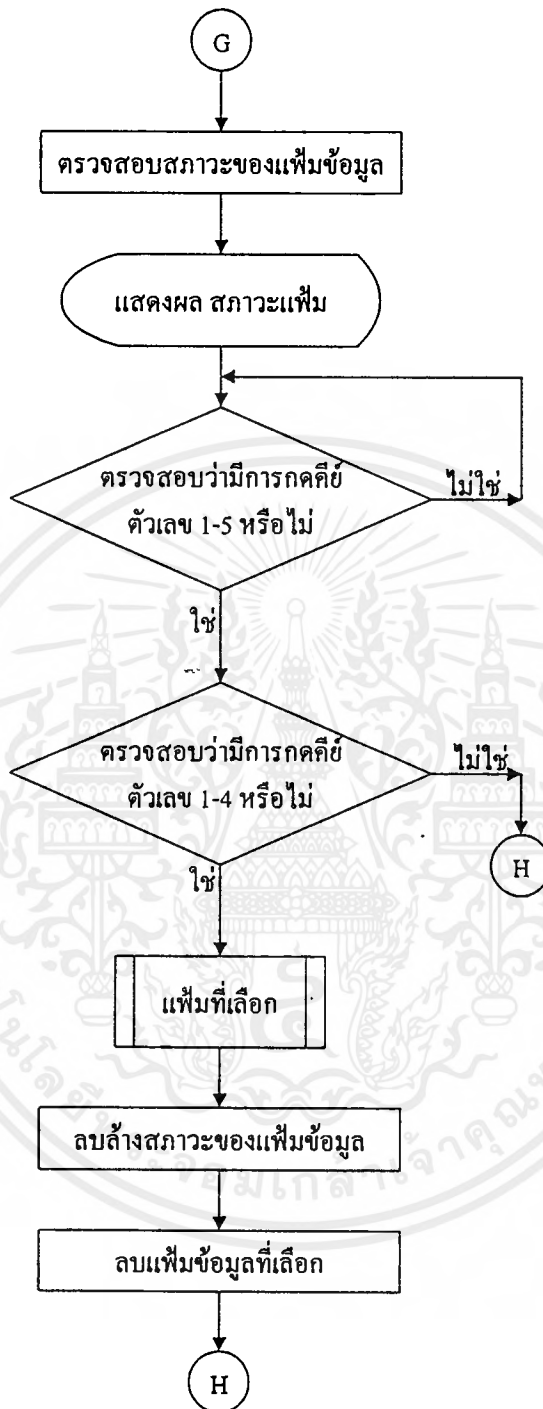 G
ตรวจสอบสภาวะของแฟ้มข้อมูล
แสดงผล สภาวะแฟ้ม
ตรวจสอบว่ามีการกดคีย์
ตัวเลข 1-5 หรือไม่
ไม่ใช่
ใช่
ตรวจสอบว่ามีการกดคีย์
ตัวเลข 1-4 หรือไม่
ไม่ใช่
H
ใช่
แฟ้มที่เลือก
ลบล้างสภาวะของแฟ้มข้อมูล
ลบแฟ้มข้อมูลที่เลือก
H